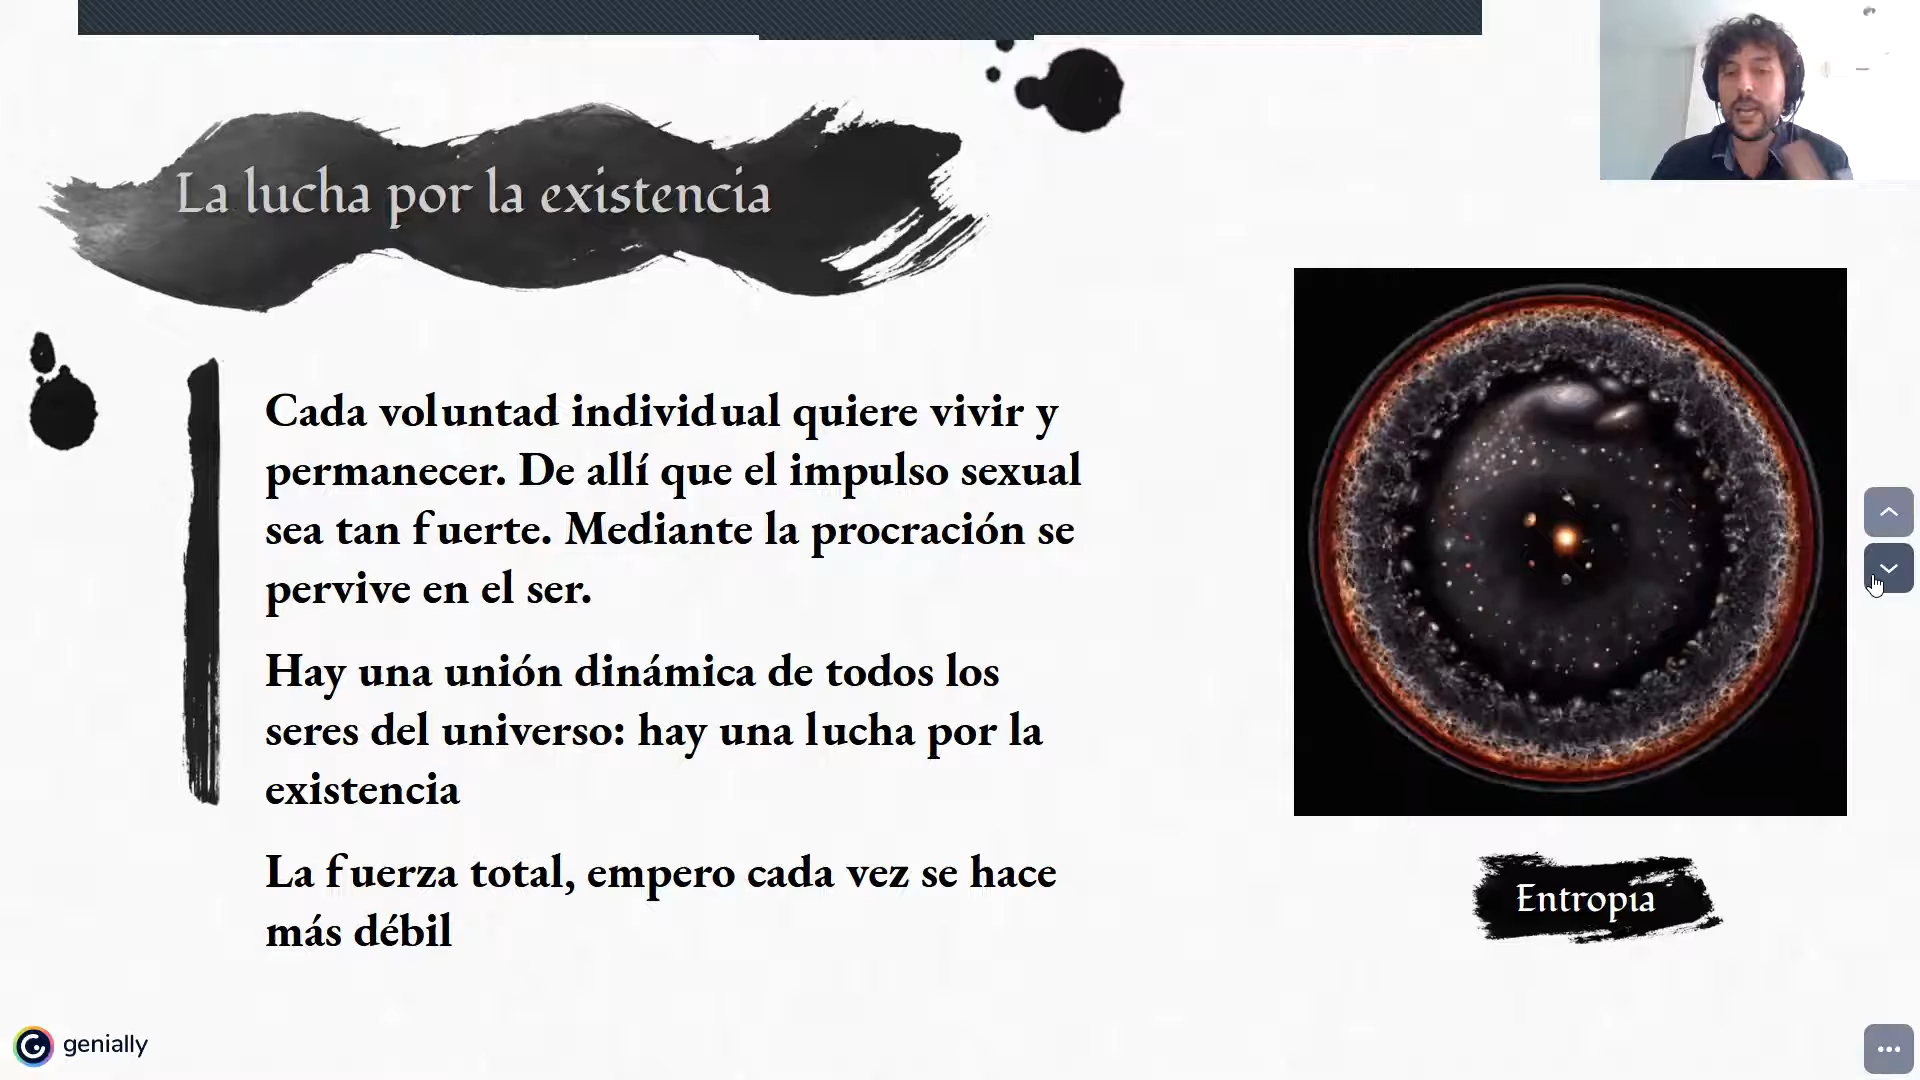 La lucha por la existencia
Cada voluntad individual quiere vivir y
permanecer. De allí que el impulso sexual
sea tan fuerte. Mediante la procración se
pervive en el ser.
Hay una unión dinámica de todos los
seres del universo: hay una lucha por la
existencia
La fuerza total, empero cada vez se hace
más débil
Entropia
genially